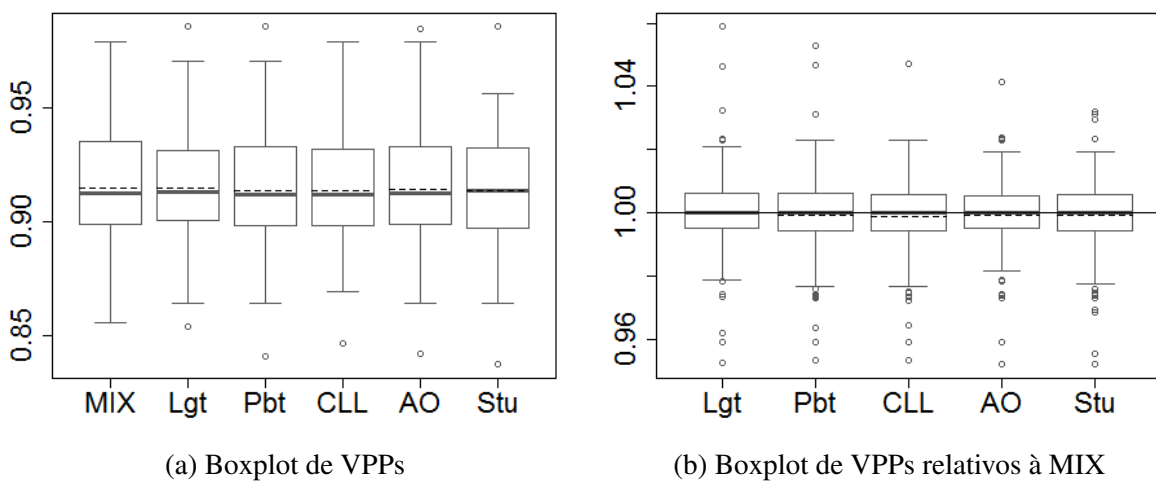 0.95
0.90
0.85
MIX Lgt Pbt CLL AO Stu
(a) Boxplot de VPPs
1.04
1.00
0.96
Lgt Pbt CLL AO Stu
(b) Boxplot de VPPs relativos à MIX